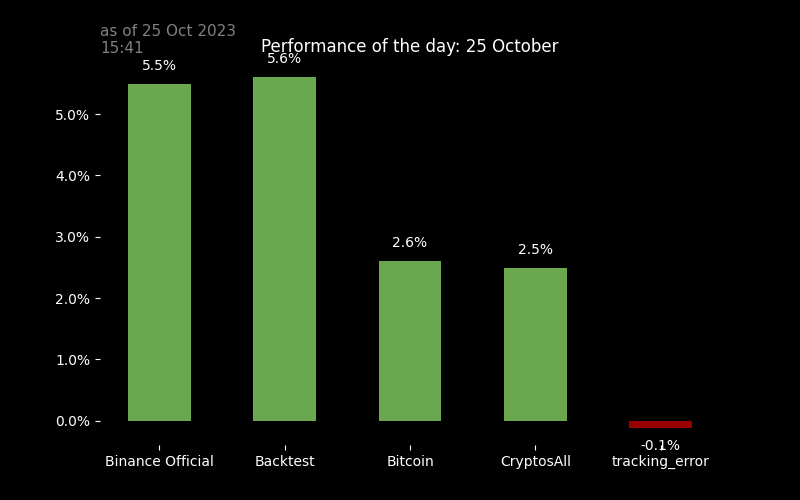 as of 25 Oct 2023
15:41
Performance of the day: 25 October
5.5%
5.6%
2.6%
2.5%
-0.1%
5.0%
4.0%
3.0%
2.0%
1.0%
0.0%
Binance Official
Backtest
Bitcoin
CryptosAll
tracking_error